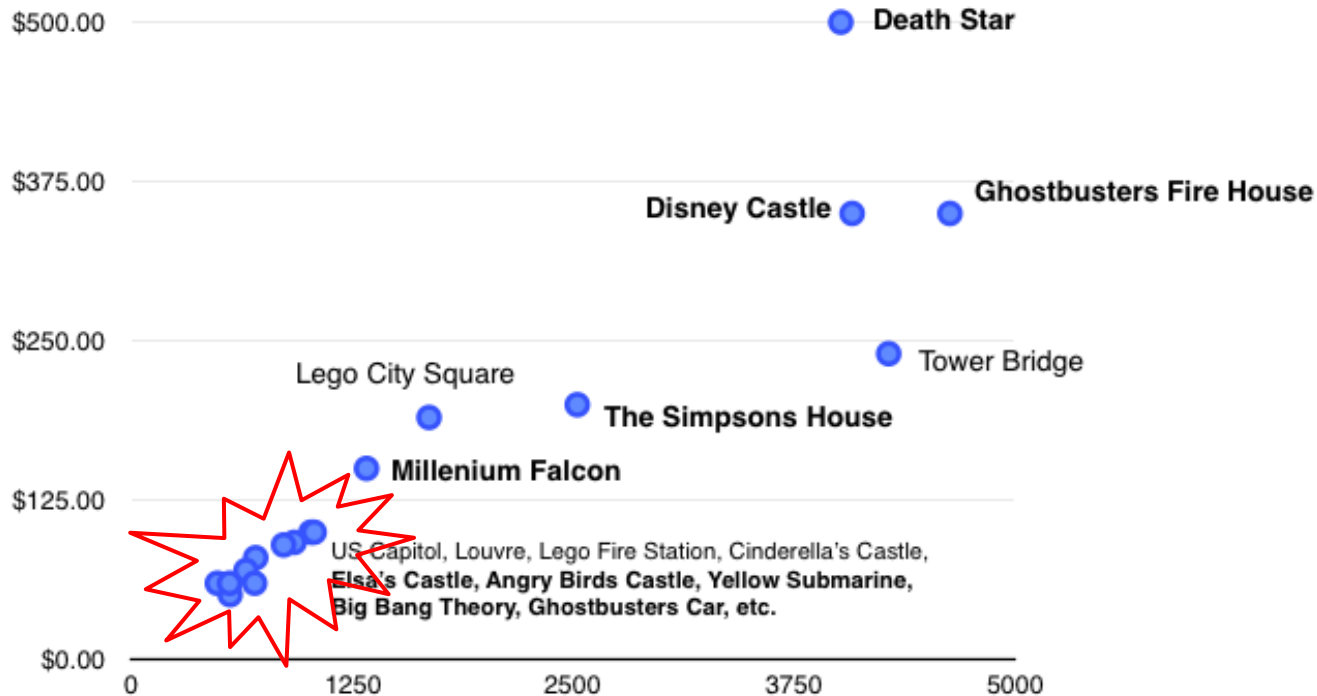 $500.00
Death Star
$375.00
Ghostbusters Fire House
Disney Castle
$250.00
Tower Bridge
Lego City Square
The Simpsons House
Millenium Falcon
$125.00
US Capitol, Louvre, Lego Fire Station, Cinderella's Castle,
Elsa's Castle, Angry Birds Castle, Yellow Submarine,
Big Bang Theory, Ghostbusters Car, etc.
$0.00
0 1250 2500 3750 5000